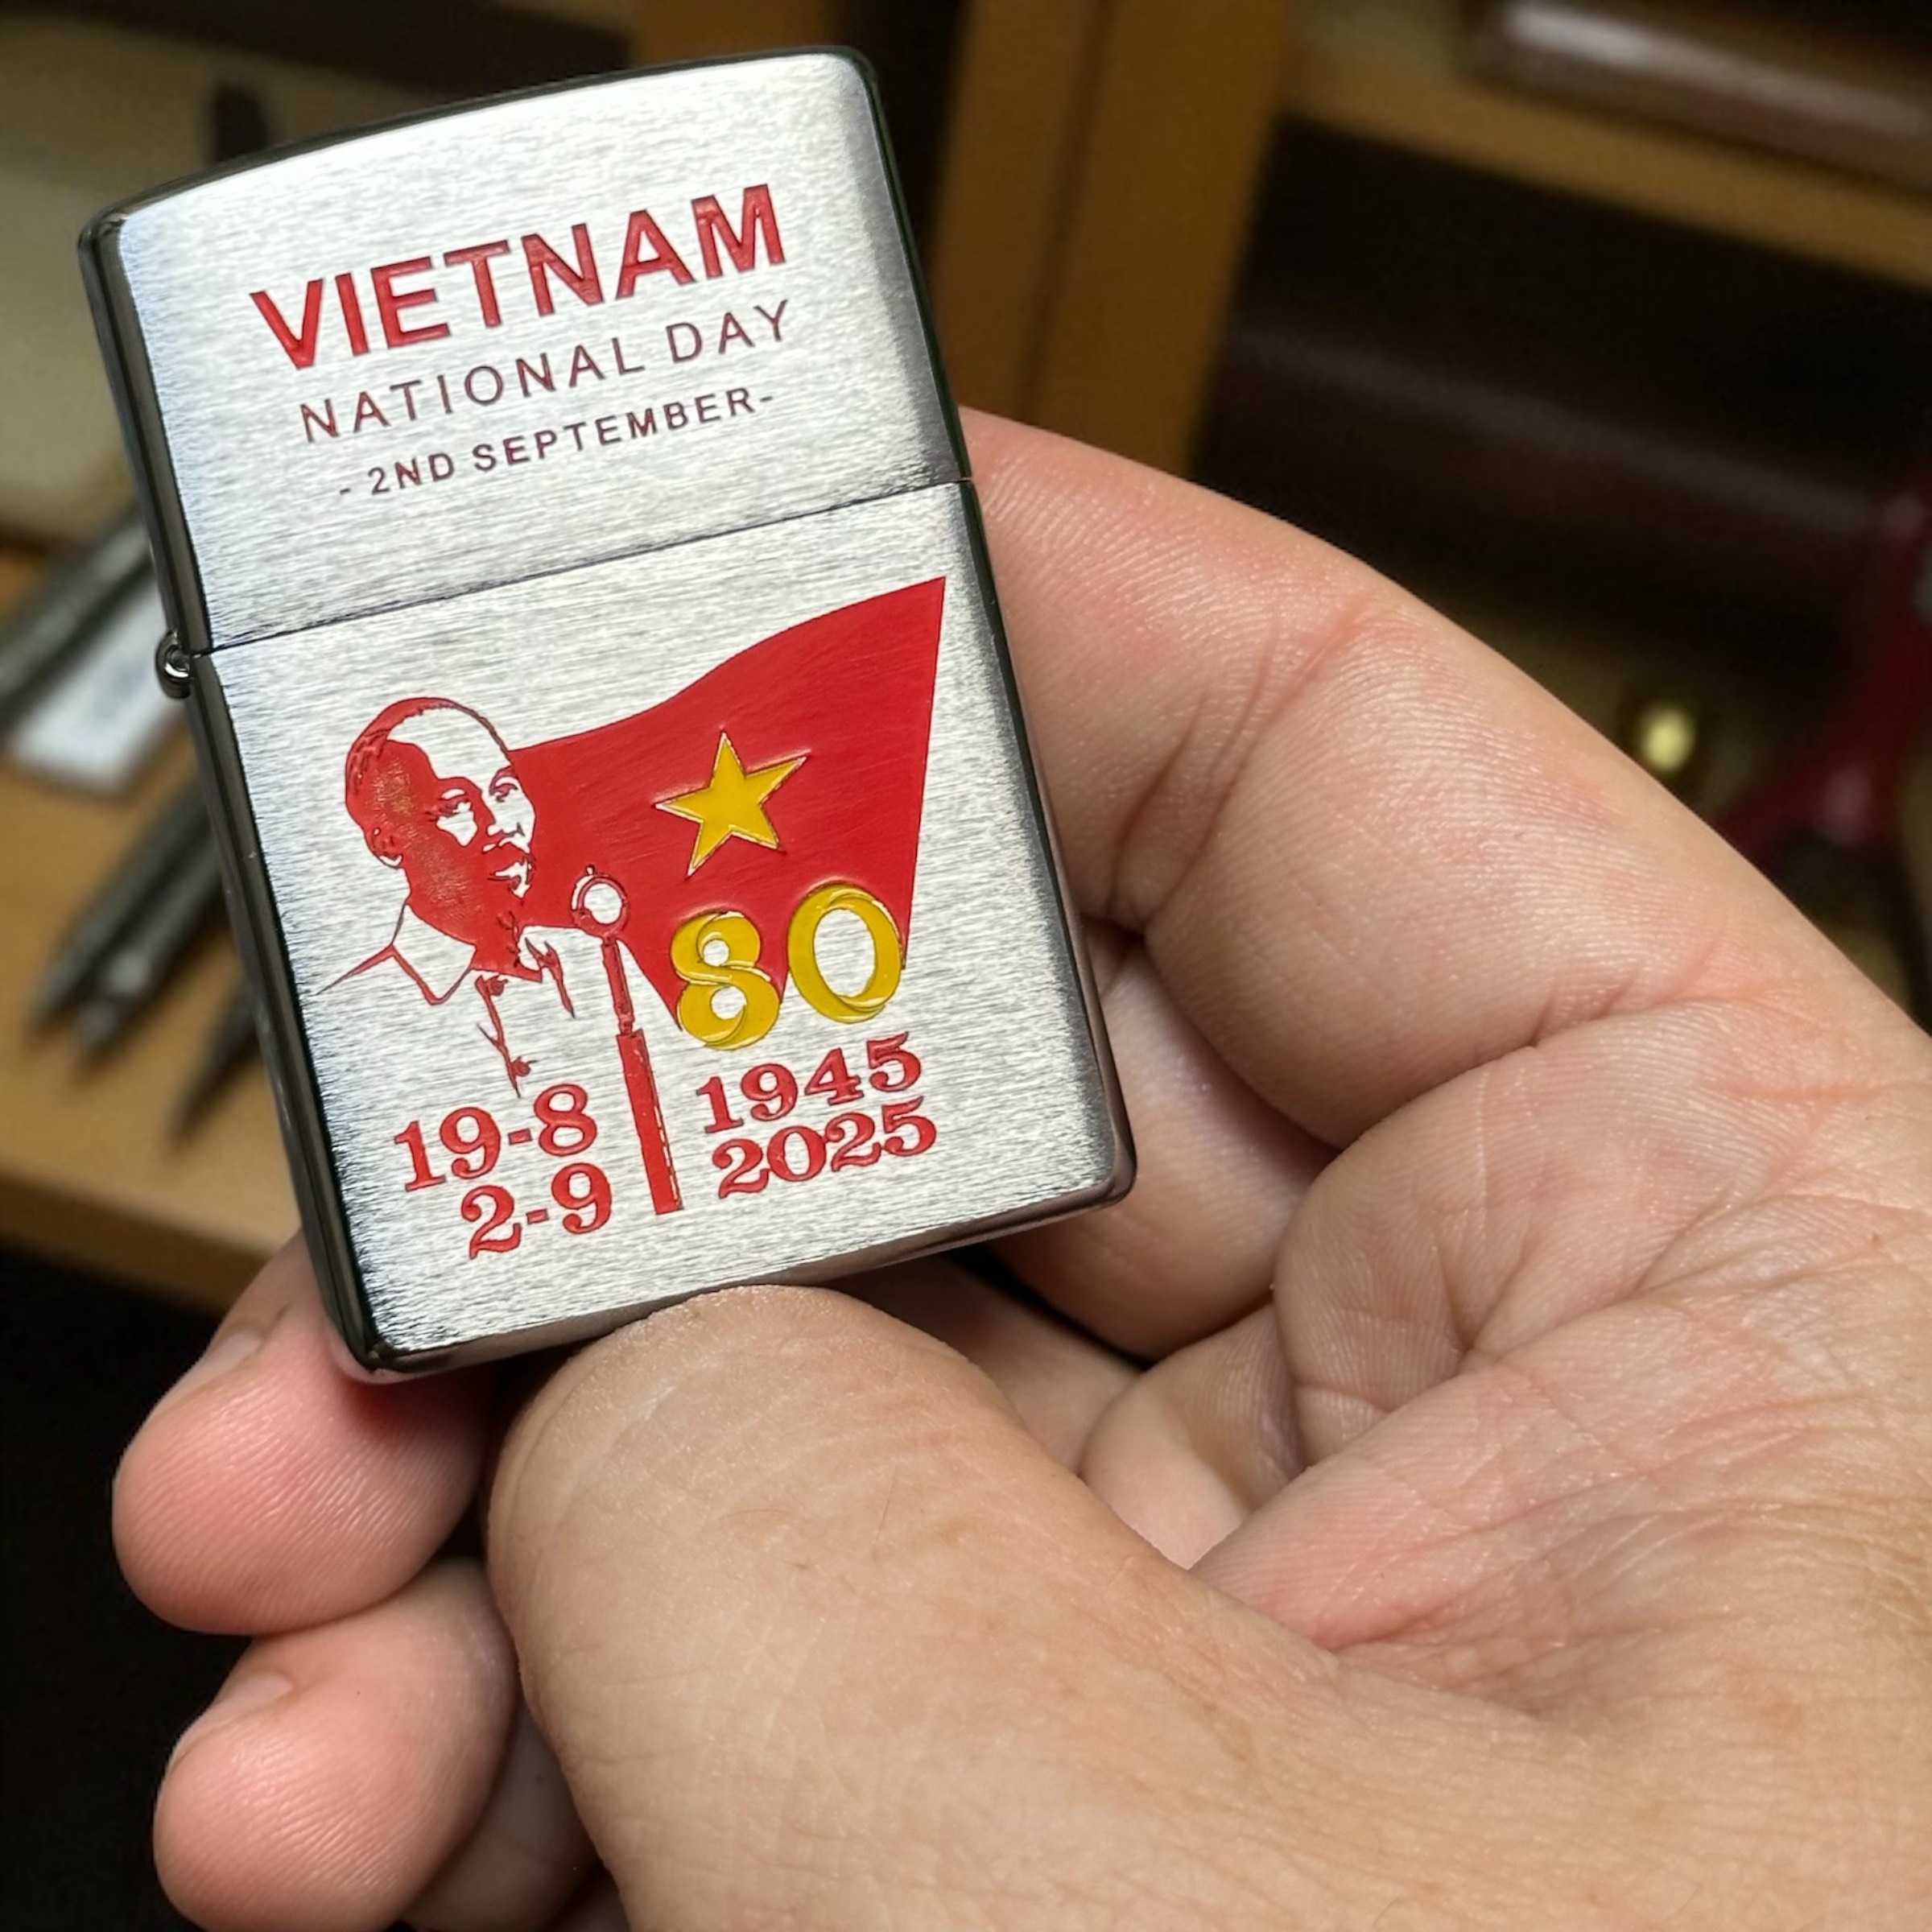 VIETNAM
NATIONAL DAY
- 2ND SEPTEMBER-
80
19-8
2-9
1945
2025